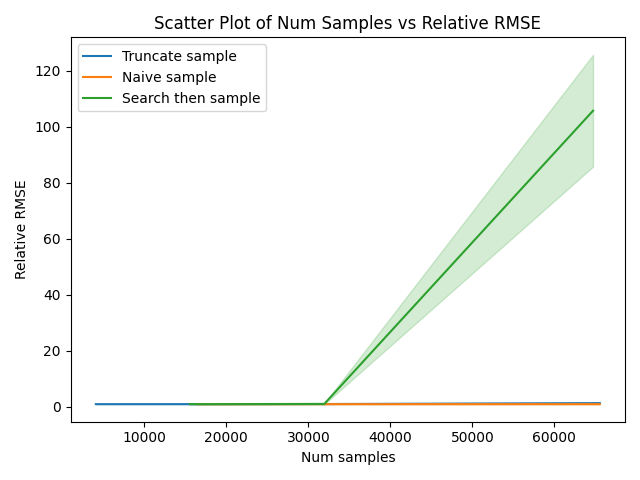 Scatter Plot of Num Samples vs Relative RMSE
Truncate sample
Naive sample
Search then sample
Relative RMSE
120
100
80
60
40
20
0
10000 20000 30000 40000 50000 60000
Num samples